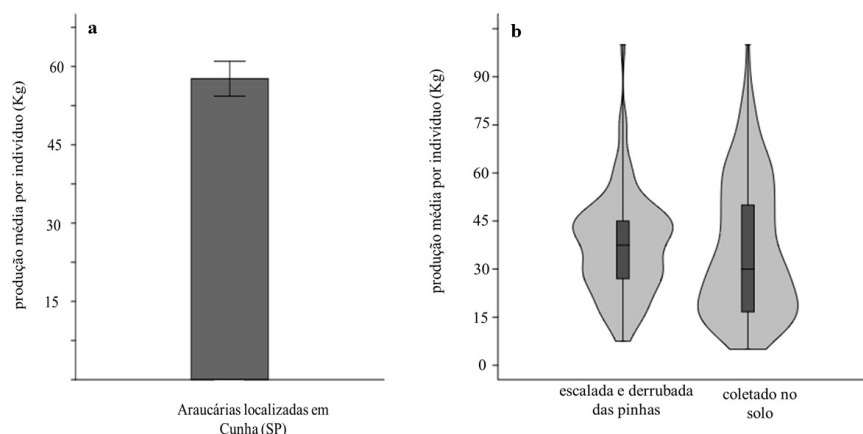 a
produção média por indivíduo (Kg)
60
45
30
15
Araucárias localizadas em
Cunha (SP)
b
produção média por indivíduo (Kg)
90
75
60
45
30
15
0
escalada e derrubada
das pinhas
coletado no
solo